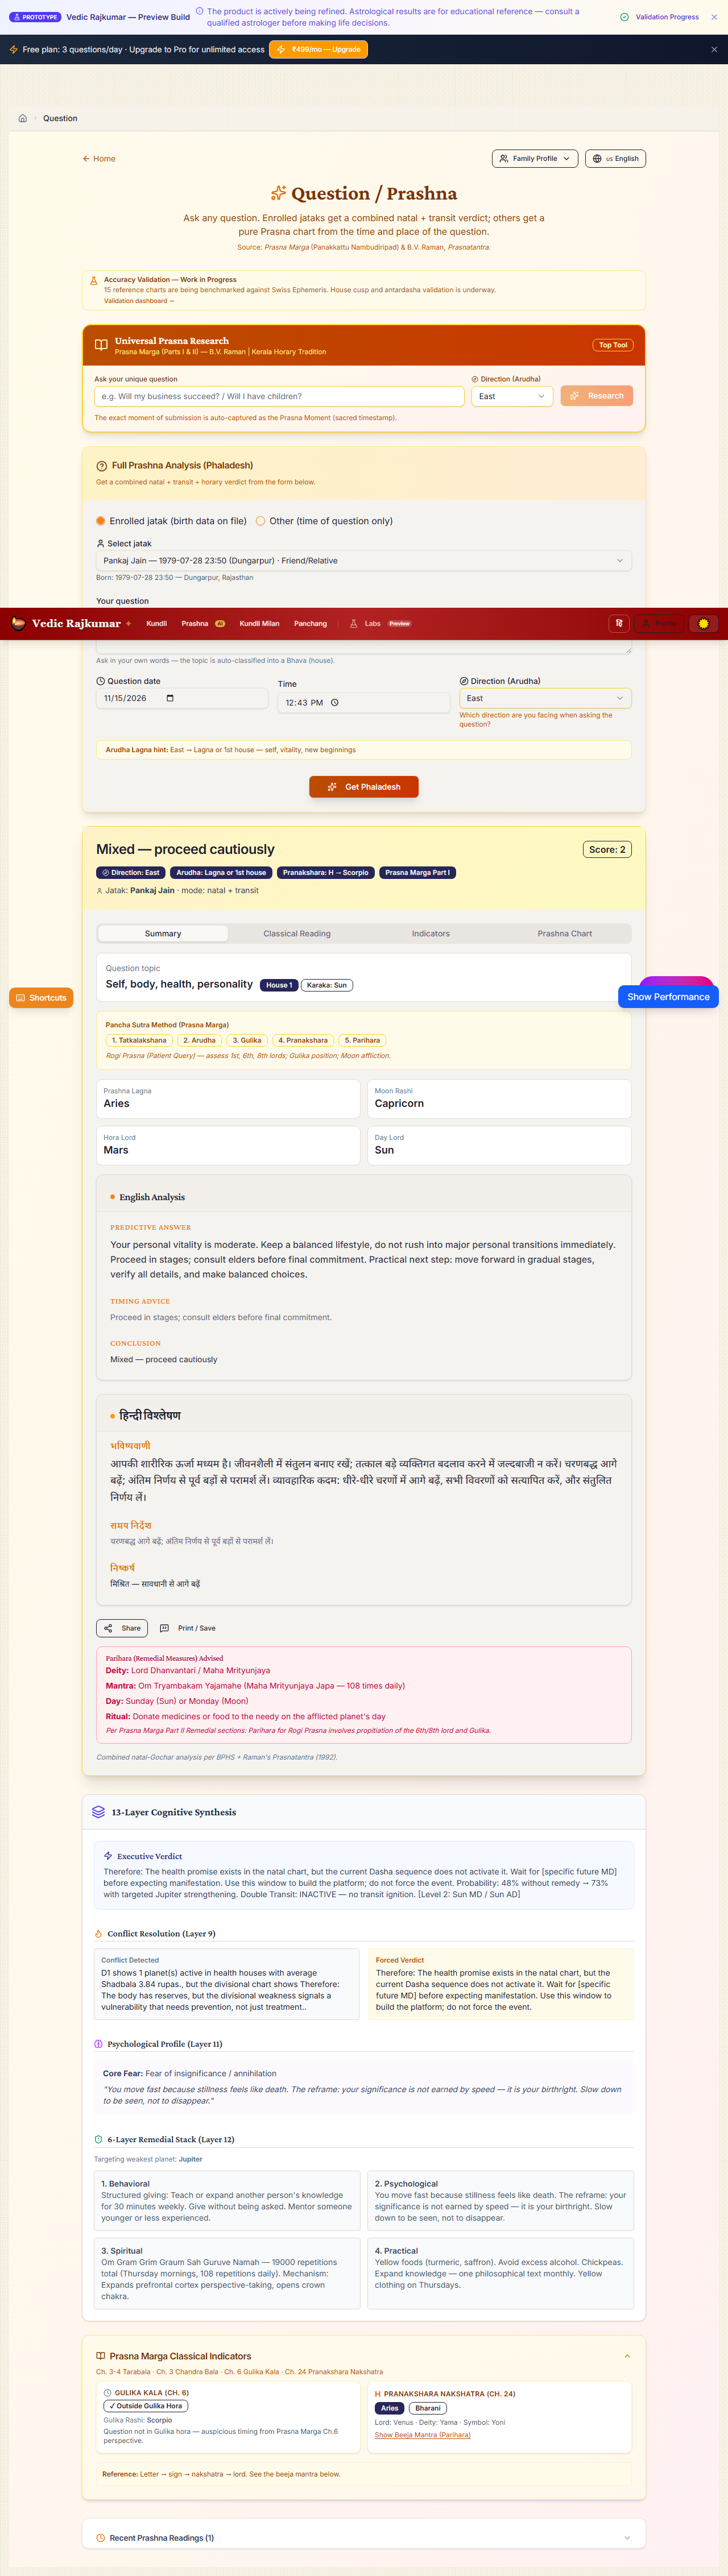 PROTOTYPE Vedic Rajkumar — Preview Build
The product is actively being refined. Astrological results are for educational reference — consult a
qualified astrologer before making life decisions.
Validation Progress
Free plan: 3 questions/day · Upgrade to Pro for unlimited access
₹499/mo — Upgrade
Question
Home
Family Profile
us English
Question / Prashna
Ask any question. Enrolled jataks get a combined natal + transit verdict; others get a
pure Prasna chart from the time and place of the question.
Source: Prasna Marga (Panakkattu Nambudiripad) & B.V. Raman, Prasnatantra.
Accuracy Validation — Work in Progress
15 reference charts are being benchmarked against Swiss Ephemeris. House cusp and antardasha validation is underway.
Validation dashboard →
Universal Prasna Research
Prasna Marga (Parts I & II) — B.V. Raman | Kerala Horary Tradition
Top Tool
Ask your unique question
Direction (Arudha)
e.g. Will my business succeed? / Will I have children?
East
Research
The exact moment of submission is auto-captured as the Prasna Moment (sacred timestamp).
Full Prashna Analysis (Phaladesh)
Get a combined natal + transit + horary verdict from the form below.
Enrolled jatak (birth data on file)
Other (time of question only)
Select jatak
Pankaj Jain — 1979-07-28 23:50 (Dungarpur) · Friend/Relative
Born: 1979-07-28 23:50 — Dungarpur, Rajasthan
Your question
Vedic Rajkumar
Kundli
Prashna AI
Kundli Milan
Panchang
Labs Preview
हि
Profile
Ask in your own words — the topic is auto-classified into a Bhava (house).
Question date
Time
Direction (Arudha)
11/15/2026
12:43 PM
East
Which direction are you facing when asking the
question?
Arudha Lagna hint: East → Lagna or 1st house — self, vitality, new beginnings
Get Phaladesh
Mixed — proceed cautiously
Score: 2
Direction: East
Arudha: Lagna or 1st house
Pranakshara: H → Scorpio
Prasna Marga Part I
Jatak: Pankaj Jain · mode: natal + transit
Summary
Classical Reading
Indicators
Prashna Chart
Question topic
Self, body, health, personality
House 1
Karaka: Sun
Shortcuts
Show Performance
Pancha Sutra Method (Prasna Marga)
1. Tatkalakshana
2. Arudha
3. Gulika
4. Pranakshara
5. Parihara
Rogi Prasna (Patient Query) — assess 1st, 6th, 8th lords; Gulika position; Moon affliction.
Prashna Lagna
Aries
Moon Rashi
Capricorn
Hora Lord
Mars
Day Lord
Sun
English Analysis
PREDICTIVE ANSWER
Your personal vitality is moderate. Keep a balanced lifestyle, do not rush into major personal transitions immediately.
Proceed in stages; consult elders before final commitment. Practical next step: move forward in gradual stages,
verify all details, and make balanced choices.
TIMING ADVICE
Proceed in stages; consult elders before final commitment.
CONCLUSION
Mixed — proceed cautiously
हिन्दी विश्लेषण
भविष्यवाणी
आपकी शारीरिक ऊर्जा मध्यम है। जीवनशैली में संतुलन बनाए रखें; तत्काल बड़े व्यक्तिगत बदलाव करने में जल्दबाजी न करें। चरणबद्ध आगे
बढ़ें; अंतिम निर्णय से पूर्व बड़ों से परामर्श लें। व्यावहारिक कदम: धीरे-धीरे चरणों में आगे बढ़ें, सभी विवरणों को सत्यापित करें, और संतुलित
निर्णय लें।
समय निर्देश
चरणबद्ध आगे बढ़ें; अंतिम निर्णय से पूर्व बड़ों से परामर्श लें।
निष्कर्ष
मिश्रित — सावधानी से आगे बढ़ें
Share
Print / Save
Parihara (Remedial Measures) Advised
Deity: Lord Dhanvantari / Maha Mrityunjaya
Mantra: Om Tryambakam Yajamahe (Maha Mrityunjaya Japa — 108 times daily)
Day: Sunday (Sun) or Monday (Moon)
Ritual: Donate medicines or food to the needy on the afflicted planet's day
Per Prasna Marga Part II Remedial sections: Parihara for Rogi Prasna involves propitiation of the 6th/8th lord and Gulika.
Combined natal-Gochar analysis per BPHS + Raman's Prasnatantra (1992).
13-Layer Cognitive Synthesis
Executive Verdict
Therefore: The health promise exists in the natal chart, but the current Dasha sequence does not activate it. Wait for [specific future MD]
before expecting manifestation. Use this window to build the platform; do not force the event. Probability: 48% without remedy → 73%
with targeted Jupiter strengthening. Double Transit: INACTIVE — no transit ignition. [Level 2: Sun MD / Sun AD]
Conflict Resolution (Layer 9)
Conflict Detected
D1 shows 1 planet(s) active in health houses with average
Shadbala 3.84 rupas., but the divisional chart shows Therefore:
The body has reserves, but the divisional weakness signals a
vulnerability that needs prevention, not just treatment..
Forced Verdict
Therefore: The health promise exists in the natal chart, but the
current Dasha sequence does not activate it. Wait for [specific
future MD] before expecting manifestation. Use this window to
build the platform; do not force the event.
Psychological Profile (Layer 11)
Core Fear: Fear of insignificance / annihilation
"You move fast because stillness feels like death. The reframe: your significance is not earned by speed — it is your birthright. Slow down
to be seen, not to disappear."
6-Layer Remedial Stack (Layer 12)
Targeting weakest planet: Jupiter
1. Behavioral
Structured giving: Teach or expand another person's knowledge
for 30 minutes weekly. Give without being asked. Mentor someone
younger or less experienced.
2. Psychological
You move fast because stillness feels like death. The reframe: your
significance is not earned by speed — it is your birthright. Slow
down to be seen, not to disappear.
3. Spiritual
Om Gram Grim Graum Sah Guruve Namah — 19000 repetitions
total (Thursday mornings, 108 repetitions daily). Mechanism:
Expands prefrontal cortex perspective-taking, opens crown
chakra.
4. Practical
Yellow foods (turmeric, saffron). Avoid excess alcohol. Chickpeas.
Expand knowledge — one philosophical text monthly. Yellow
clothing on Thursdays.
Prasna Marga Classical Indicators
Ch. 3-4 Tarabala · Ch. 3 Chandra Bala · Ch. 6 Gulika Kala · Ch. 24 Pranakshara Nakshatra
GULIKA KALA (CH. 6)
✓ Outside Gulika Hora
Gulika Rashi: Scorpio
Question not in Gulika hora — auspicious timing from Prasna Marga Ch.6
perspective.
H PRANAKSHARA NAKSHATRA (CH. 24)
Aries
Bharani
Lord: Venus · Deity: Yama · Symbol: Yoni
Show Beeja Mantra (Parihara)
Reference: Letter → sign → nakshatra → lord. See the beeja mantra below.
Recent Prashna Readings (1)